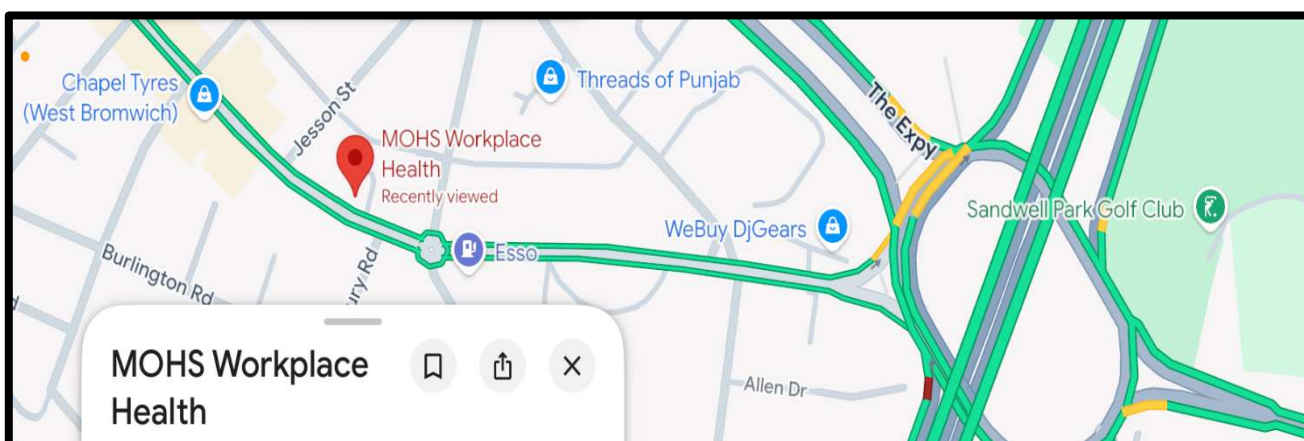 Chapel Tyres
(West Bromwich)
Jesson St
Threads of Punjab
The Expy
MOHS Workplace
Health
Recently viewed
Sandwell Park Golf Club
WeBuy DjGears
Esso
Burlington Rd
Rd
Allen Dr
MOHS Workplace
Health